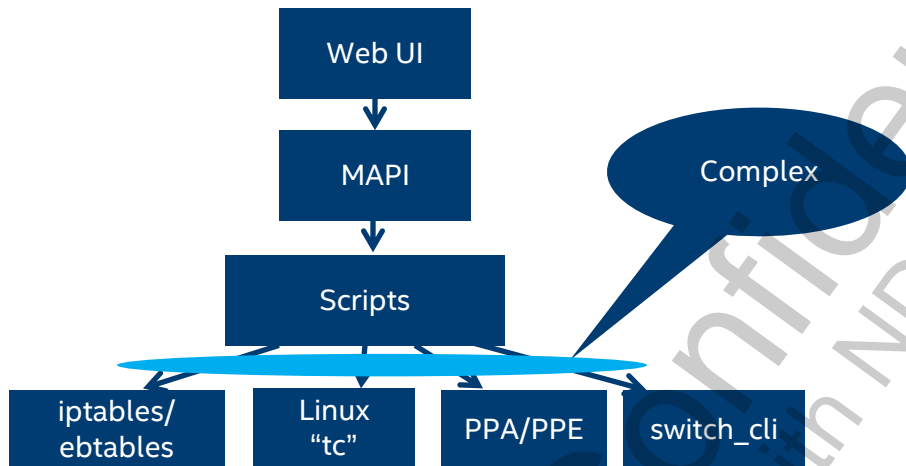 Web UI
MAPI
Complex
Scripts
iptables/
ebtables
Linux
“tc”
PPA/PPE
switch_cli